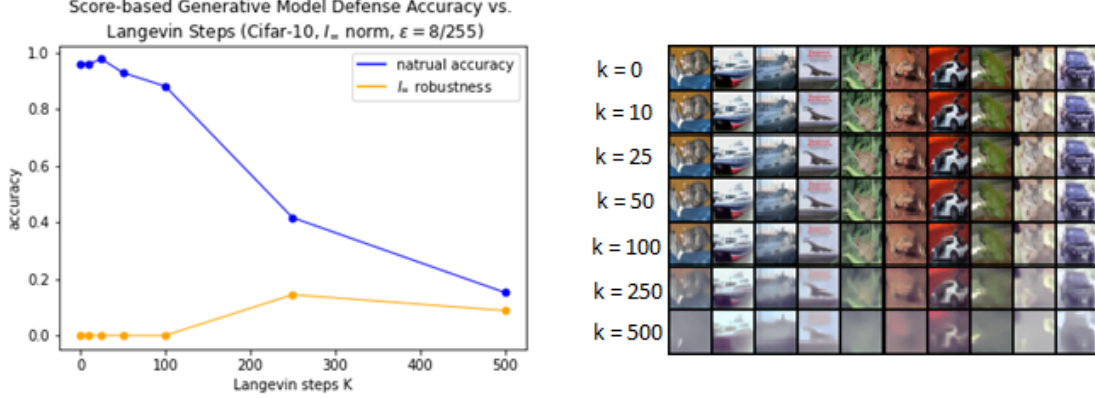 Score-based Generative Model Defense Accuracy vs.
Langevin Steps (Cifar-10, l∞ norm, ε = 8/255)
natrual accuracy
l∞ robustness
accuracy
1.0
0.8
0.6
0.4
0.2
0.0
0 100 200 300 400 500
Langevin steps K
k = 0
k = 10
k = 25
k = 50
k = 100
k = 250
k = 500